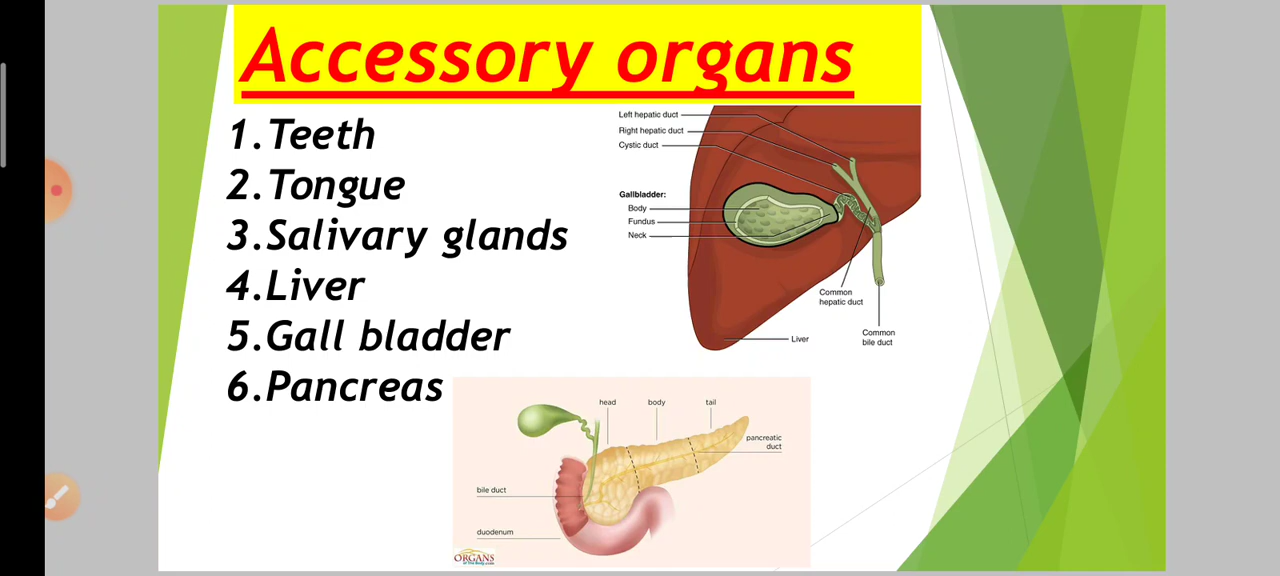 Accessory organs
1.Teeth
2.Tongue
3.Salivary glands
4.Liver
5.Gall bladder
6.Pancreas
Left hepatic duct
Right hepatic duct
Cystic duct
Gallbladder:
Body
Fundus
Neck
Common
hepatic duct
Common
bile duct
Liver
head
body
tail
pancreatic
duct
bile duct
duodenum
ORGANS